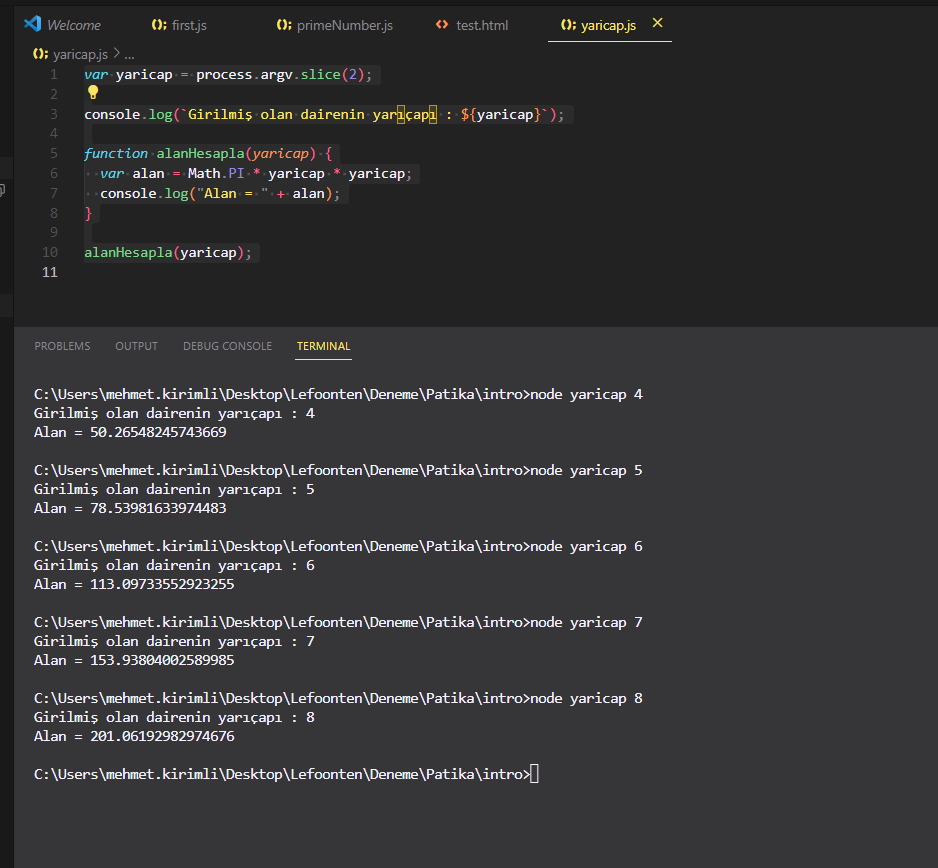 Welcome
first.js
primeNumber.js
test.html
yaricap.js
yaricap.js > ...
1 var yaricap = process.argv.slice(2);
2
3 console.log(`Girilmiş olan dairenin yarıçapı : ${yaricap}`);
4
5 function alanHesapla(yaricap) {
6 var alan = Math.PI * yaricap * yaricap;
7 console.log("Alan = " + alan);
8 }
9
10 alanHesapla(yaricap);
11
PROBLEMS OUTPUT DEBUG CONSOLE TERMINAL
C:\Users\mehmet.kirimli\Desktop\Lefoonten\Deneme\Patika\intro>node yaricap 4
Girilmiş olan dairenin yarıçapı : 4
Alan = 50.26548245743669
C:\Users\mehmet.kirimli\Desktop\Lefoonten\Deneme\Patika\intro>node yaricap 5
Girilmiş olan dairenin yarıçapı : 5
Alan = 78.53981633974483
C:\Users\mehmet.kirimli\Desktop\Lefoonten\Deneme\Patika\intro>node yaricap 6
Girilmiş olan dairenin yarıçapı : 6
Alan = 113.09733552923255
C:\Users\mehmet.kirimli\Desktop\Lefoonten\Deneme\Patika\intro>node yaricap 7
Girilmiş olan dairenin yarıçapı : 7
Alan = 153.93804002589985
C:\Users\mehmet.kirimli\Desktop\Lefoonten\Deneme\Patika\intro>node yaricap 8
Girilmiş olan dairenin yarıçapı : 8
Alan = 201.06192982974676
C:\Users\mehmet.kirimli\Desktop\Lefoonten\Deneme\Patika\intro>